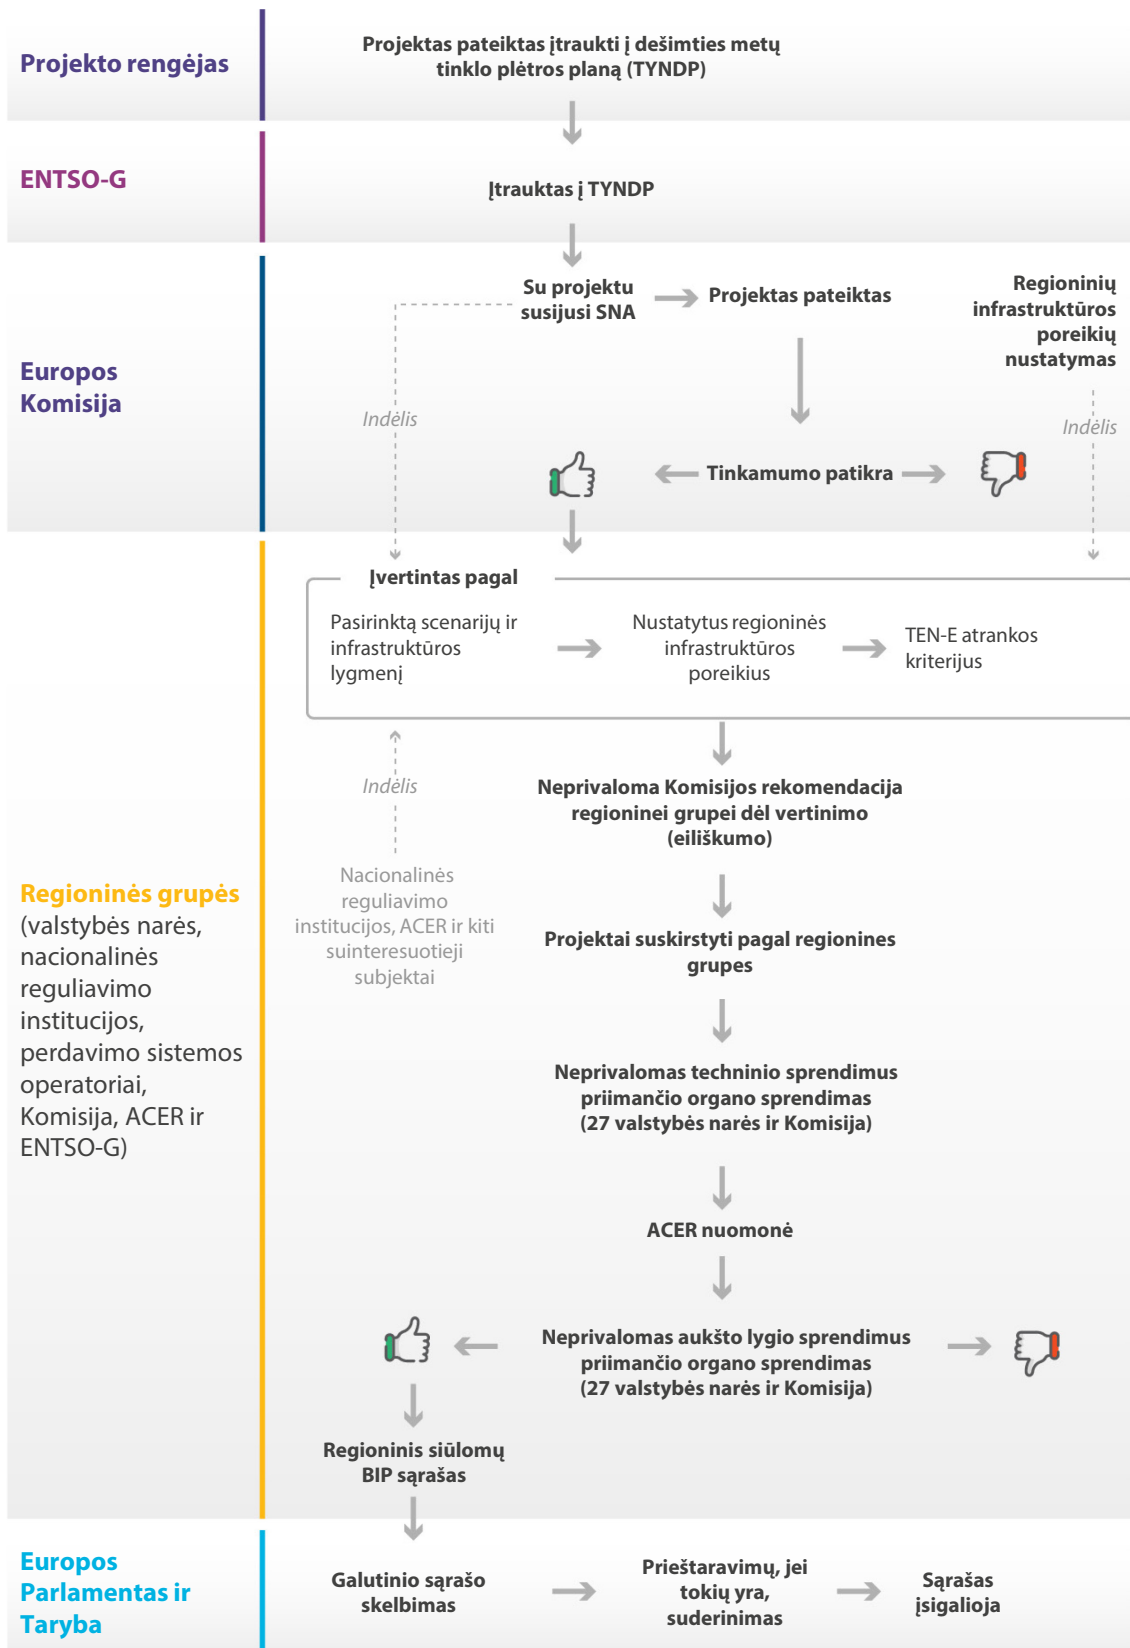 Projekto rengėjas
Projektas pateiktas įtraukti į dešimties metų
tinklo plėtros planą (TYNDP)
ENTSO-G
Įtrauktas į TYNDP
Europos
Komisija
Su projektu
susijusi SNA
Projektas pateiktas
Regioninių
infrastruktūros
poreikių
nustatymas
Indėlis
Indėlis
Tinkamumo patikra
Įvertintas pagal
Pasirinktą scenarijų ir
infrastruktūros
lygmenį
Nustatytus regioninės
infrastruktūros
poreikius
TEN-E atrankos
kriterijus
Indėlis
Neprivaloma Komisijos rekomendacija
regioninei grupei dėl vertinimo
(eiliškumo)
Regioninės grupės
(valstybės narės,
nacionalinės
reguliavimo
institucijos,
perdavimo sistemos
operatoriai,
Komisija, ACER ir
ENTSO-G)
Nacionalinės
reguliavimo
institucijos, ACER ir kiti
suinteresuotieji
subjektai
Projektai suskirstyti pagal regionines
grupes
Neprivalomas techninio sprendimus
priimančio organo sprendimas
(27 valstybės narės ir Komisija)
ACER nuomonė
Neprivalomas aukšto lygio sprendimus
priimančio organo sprendimas
(27 valstybės narės ir Komisija)
Regioninis siūlomų
BIP sąrašas
Europos
Parlamentas ir
Taryba
Galutinio sąrašo
skelbimas
Prieštaravimų, jei
tokių yra,
suderinimas
Sąrašas
įsigalioja